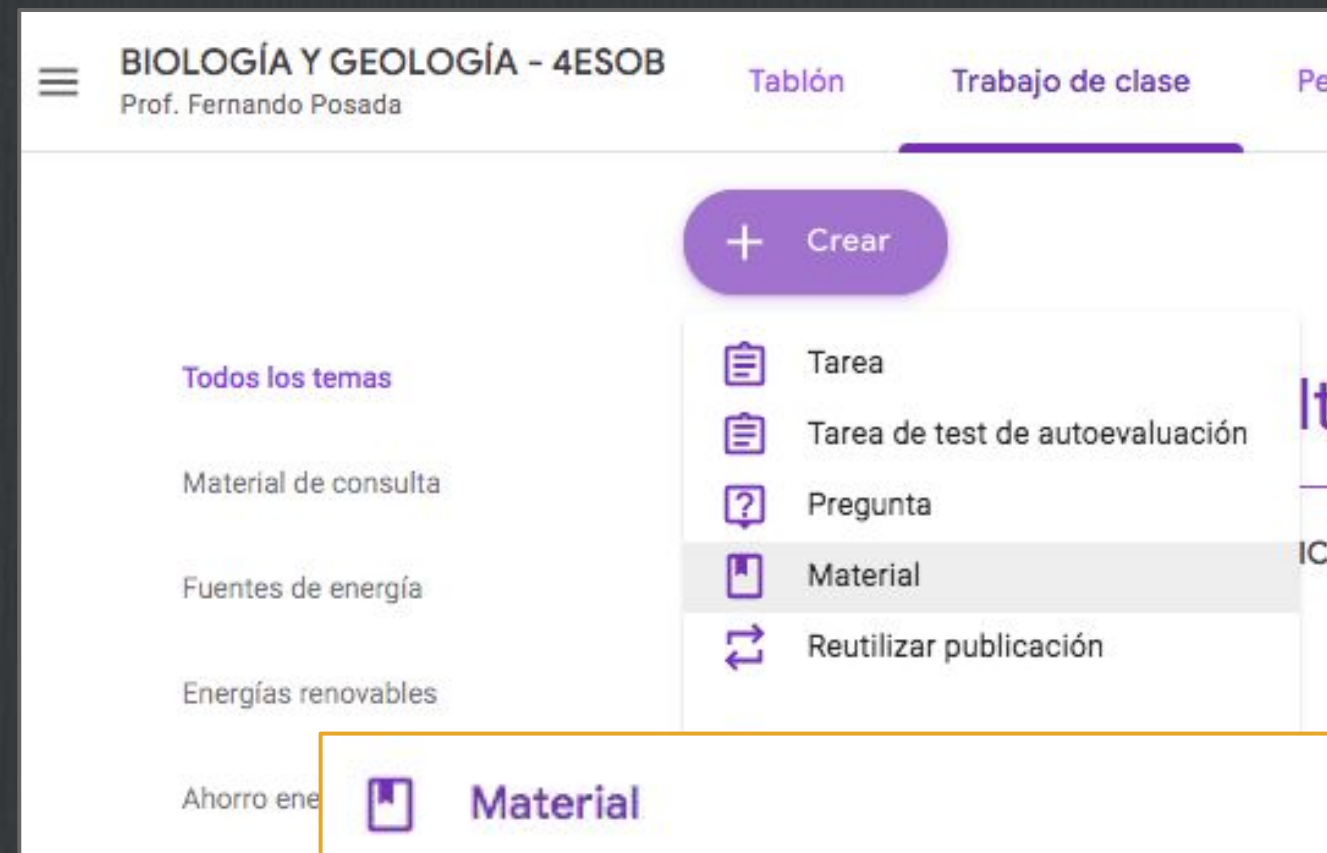 BIOLOGÍA Y GEOLOGÍA - 4ESOB
Prof. Fernando Posada
Tablón
Trabajo de clase
Crear
Todos los temas
Material de consulta
Fuentes de energía
Energías renovables
Ahorro
Tarea
Tarea de test de autoevaluación
Pregunta
Material
Reutilizar publicación
Material